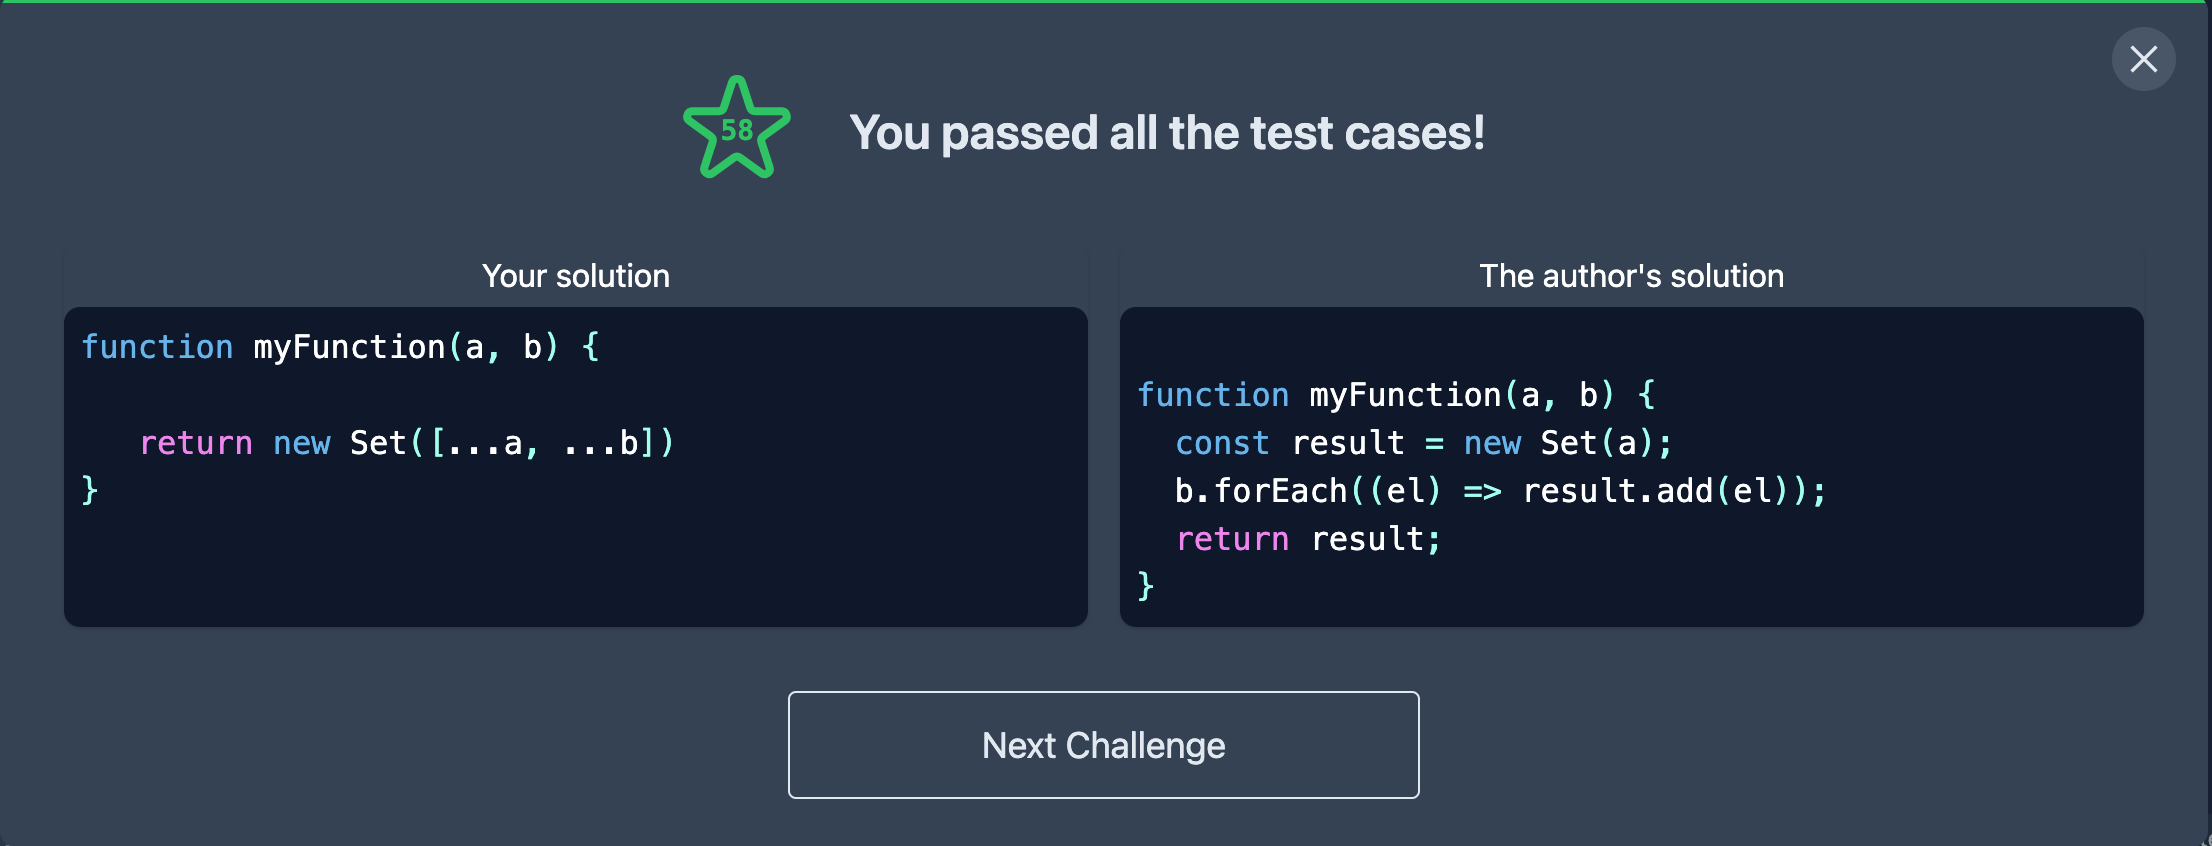 58
You passed all the test cases!
Your solution
function myFunction(a, b) {
return new Set([...a, ...b])
}
The author's solution
function myFunction(a, b) {
const result = new Set(a);
b.forEach((el) => result.add(el));
return result;
}
Next Challenge